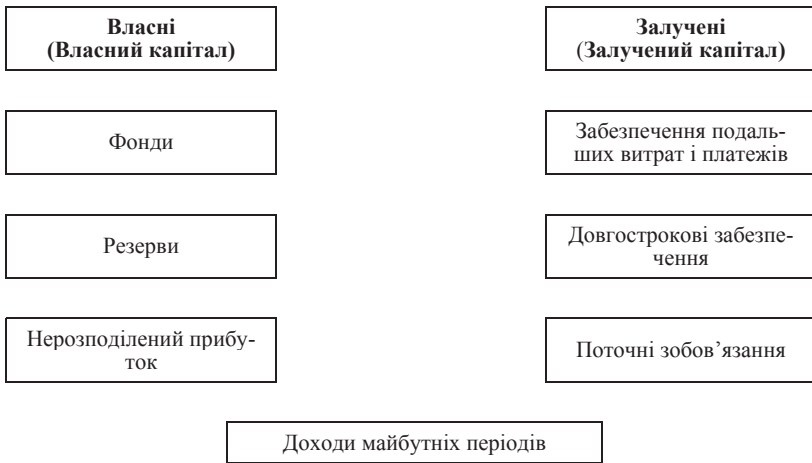 Власні
(Власний капітал)
Залучені
(Залучений капітал)
Фонди
Забезпечення подаль-
ших витрат і платежів
Резерви
Довгострокові забезпе-
чення
Нерозподілений прибу-
ток
Поточні зобов’язання
Доходи майбутніх періодів